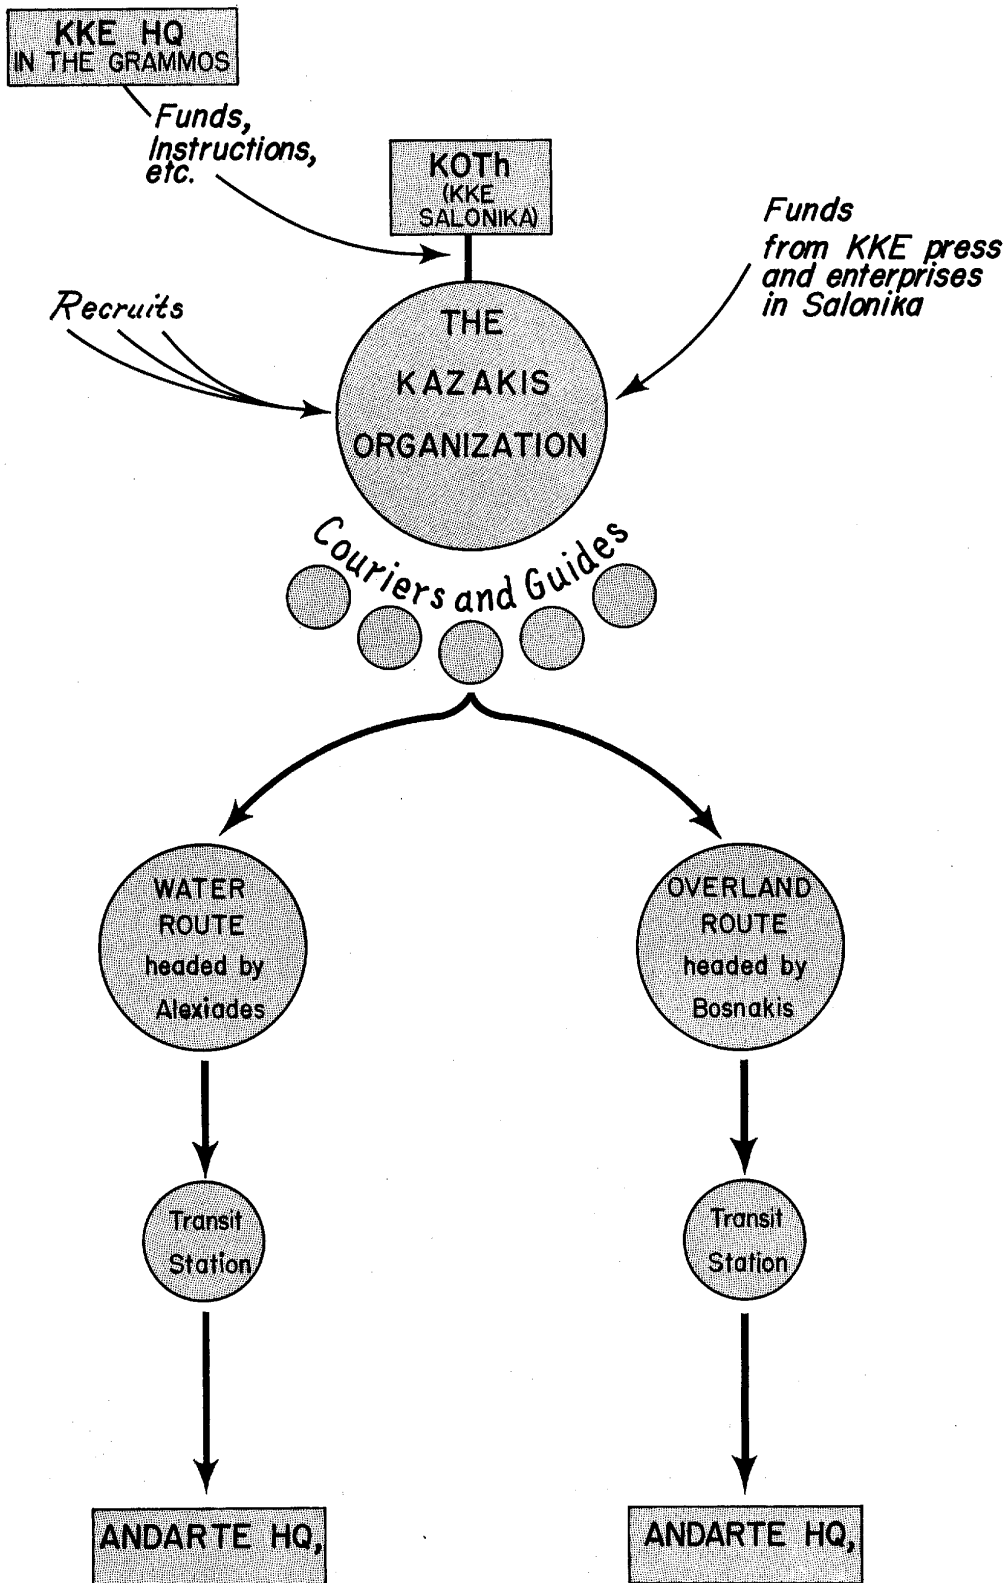 KKE HQ
IN THE GRAMMOS
Funds,
Instructions,
etc.
KOTh
(KKE
SALONIKA)
Funds
from KKE press
and enterprises
in Salonika
Recruits
THE
KAZAKIS
ORGANIZATION
Couriers and Guides
WATER
ROUTE
headed by
Alexiades
OVERLAND
ROUTE
headed by
Bosnakis
Transit
Station
Transit
Station
ANDARTE HQ,
ANDARTE HQ,